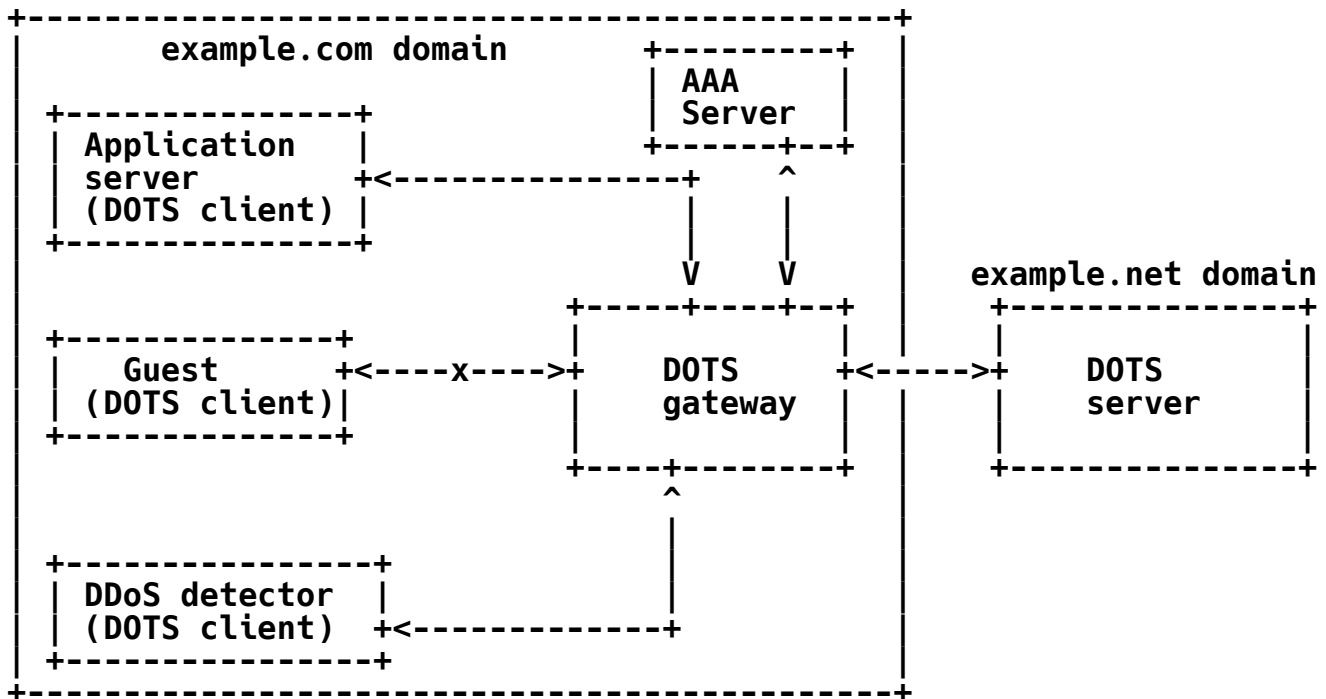 example.com domain
AAA
Server
Application
server
(DOTS client)
example.net domain
Guest
(DOTS client)
x
DOTS
gateway
DOTS
server
DDoS detector
(DOTS client)